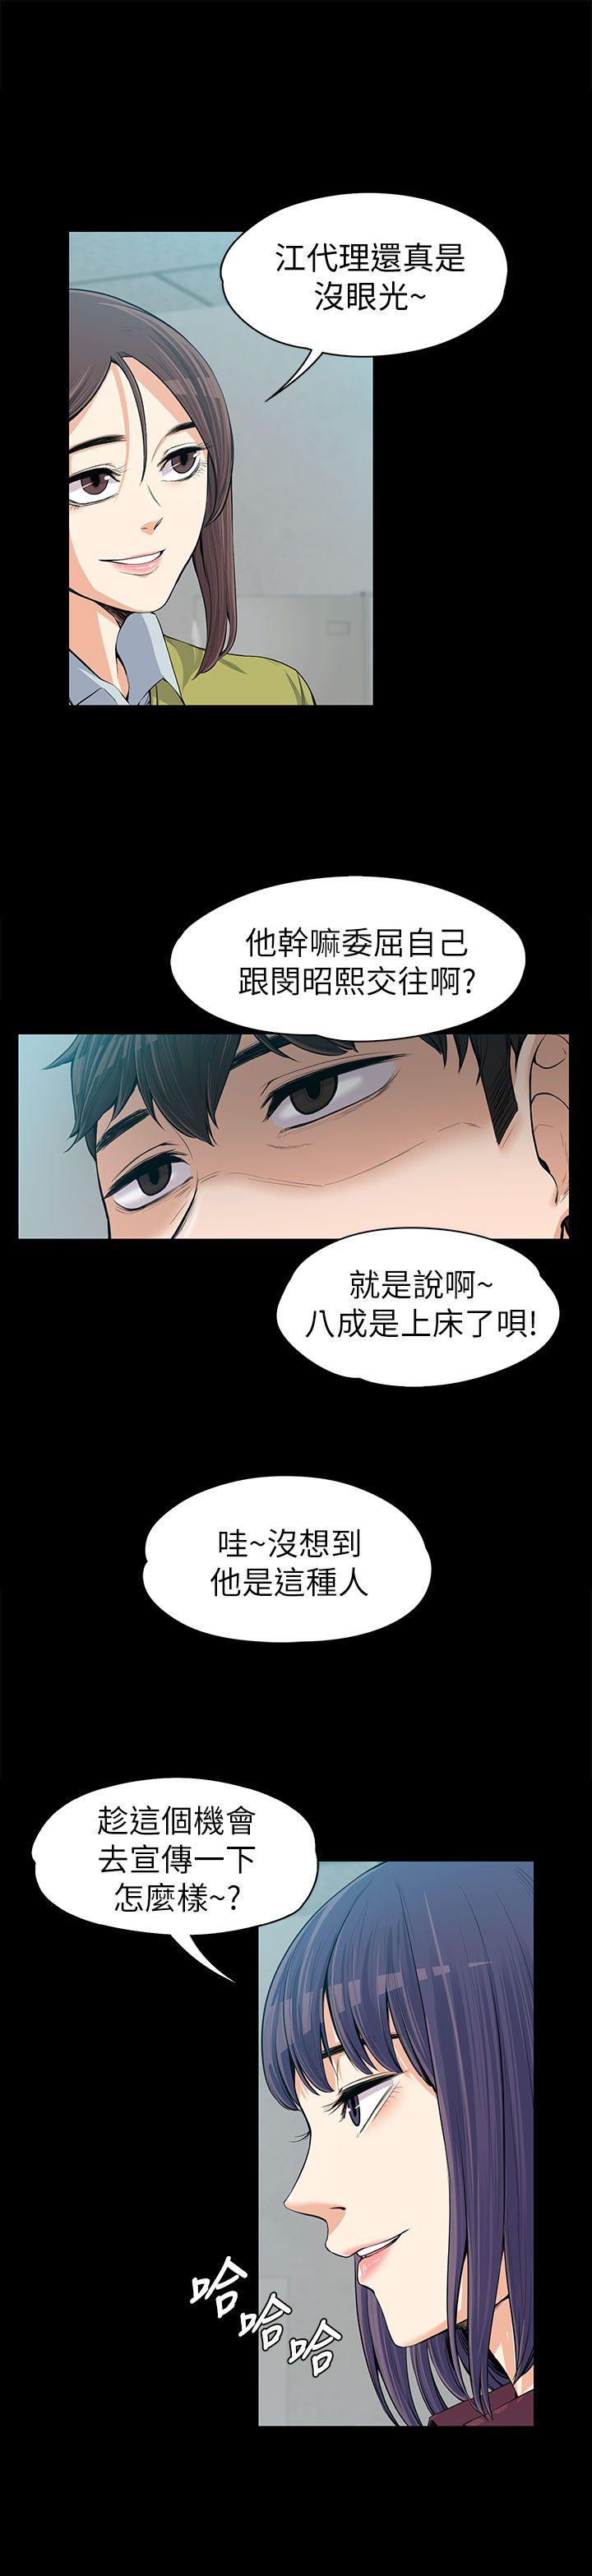 江代理還真是
沒眼光~
他幹嘛委屈自己
跟閔昭熙交往啊?
就是說啊~
八成是上床了唄!
哇~沒想到
他是這種人
趁這個機會
去宣傳一下
怎麼樣~?
哈哈哈